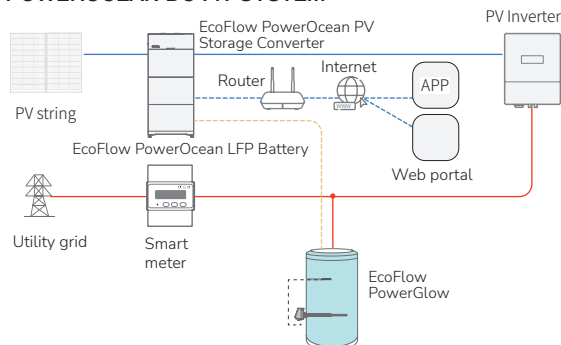 PV Inverter
EcoFlow PowerOcean PV
Storage Converter
Router
Internet
APP
WWW
PV string
EcoFlow PowerOcean LFP Battery
Web portal
Utility grid
Smart
meter
EcoFlow
PowerGlow